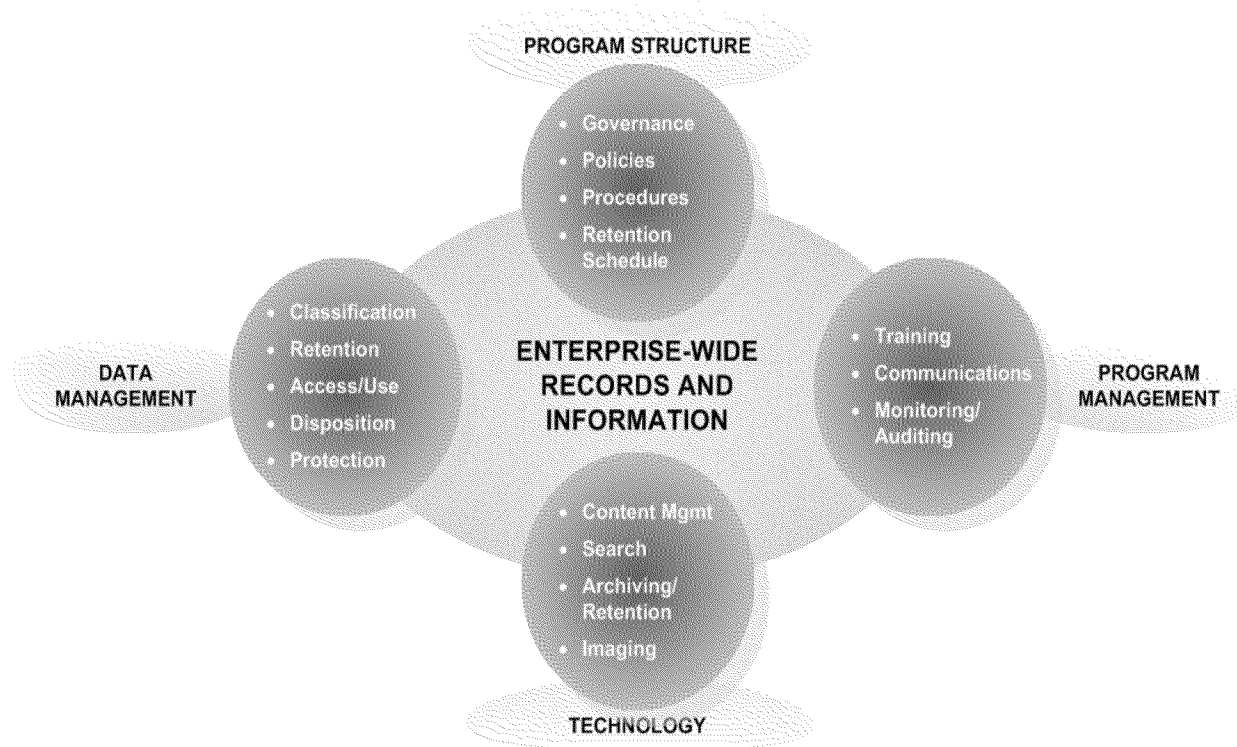 PROGRAM STRUCTURE
• Governance
• Policies
• Procedures
• Retention
Schedule
DATA
MANAGEMENT
• Classification
• Retention
• Access/Use
• Disposition
• Protection
ENTERPRISE-WIDE
RECORDS AND
INFORMATION
• Training
• Communications
• Monitoring/
Auditing
PROGRAM
MANAGEMENT
• Content Mgmt
• Search
• Archiving/
Retention
• Imaging
TECHNOLOGY